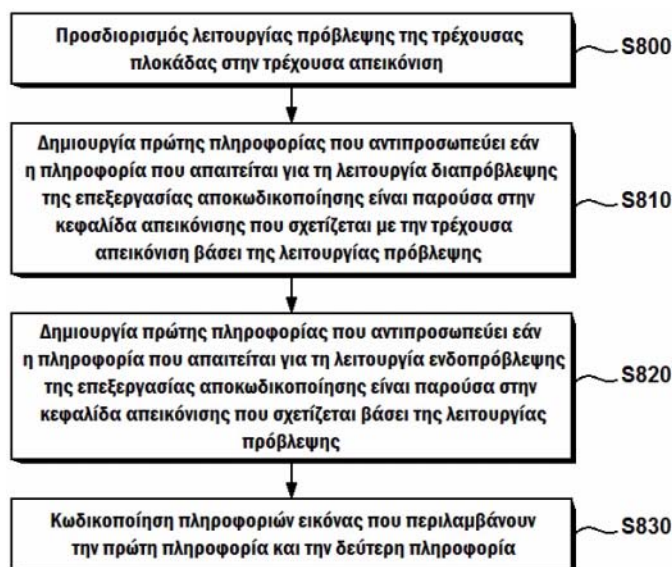 Προσδιορισμός λειτουργίας πρόβλεψης της τρέχουσας
πλοκάδας στην τρέχουσα απεικόνιση
S800
Δημιουργία πρώτης πληροφορίας που αντιπροσωπεύει εάν
η πληροφορία που απαιτείται για τη λειτουργία διαπρόβλεψης
της επεξεργασίας αποκωδικοποίησης είναι παρούσα στην
κεφαλίδα απεικόνισης που σχετίζεται με την τρέχουσα
απεικόνιση βάσει της λειτουργίας πρόβλεψης
S810
Δημιουργία πρώτης πληροφορίας που αντιπροσωπεύει εάν
η πληροφορία που απαιτείται για τη λειτουργία ενδοπρόβλεψης
της επεξεργασίας αποκωδικοποίησης είναι παρούσα στην
κεφαλίδα απεικόνισης που σχετίζεται βάσει της λειτουργίας
πρόβλεψης
S820
Κωδικοποίηση πληροφοριών εικόνας που περιλαμβάνουν
την πρώτη πληροφορία και την δεύτερη πληροφορία
S830